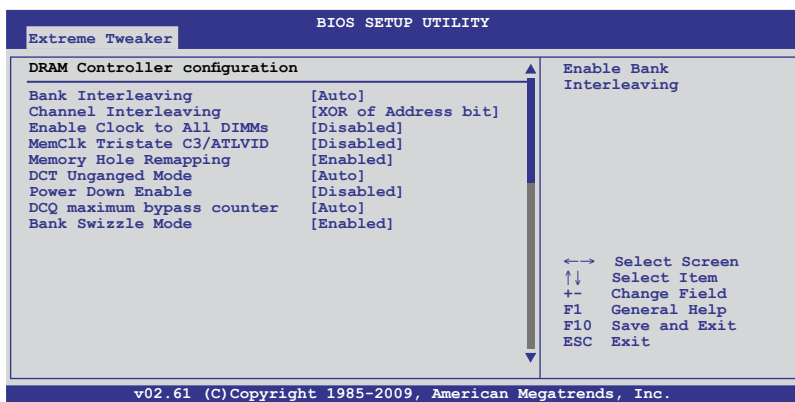 BIOS SETUP UTILITY
Extreme Tweaker
DRAM Controller configuration
Bank Interleaving [Auto]
Channel Interleaving [XOR of Address bit]
Enable Clock to All DIMMs [Disabled]
MemClk Tristate C3/ATLVID [Disabled]
Memory Hole Remapping [Enabled]
DCT Unganged Mode [Auto]
Power Down Enable [Disabled]
DCQ maximum bypass counter [Auto]
Bank Swizzle Mode [Enabled]
Enable Bank
Interleaving
←→ Select Screen
↑↓ Select Item
+- Change Field
F1 General Help
F10 Save and Exit
ESC Exit
v02.61 (C)Copyright 1985-2009, American Megatrends, Inc.